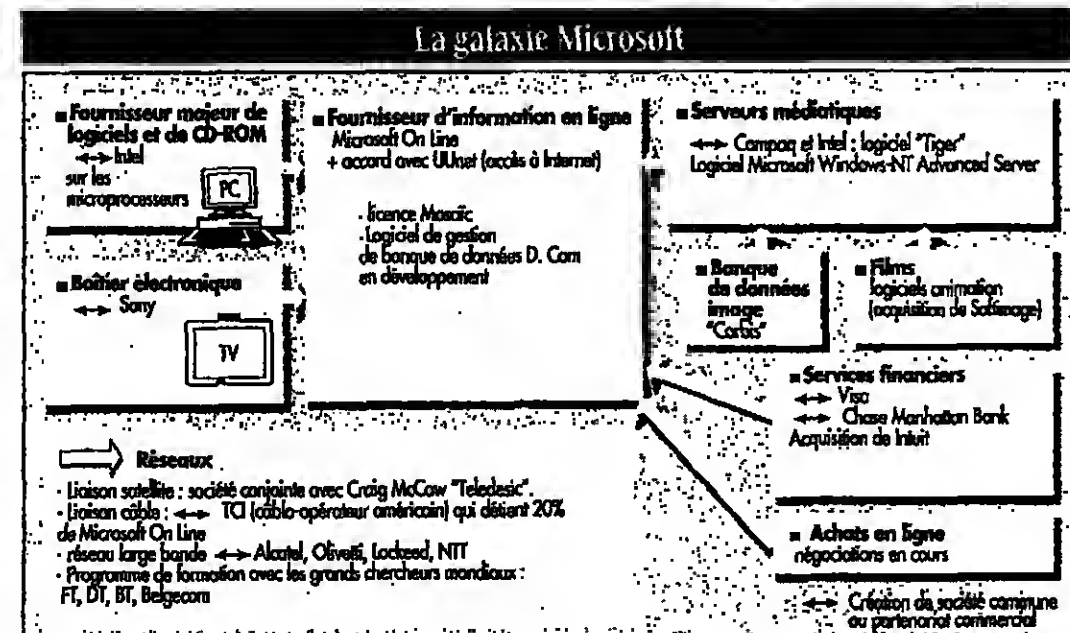 La galaxie Microsoft
■ Fournisseur majeur de
logiciels et de CD-ROM
↔ Intel
sur les
microprocesseurs
PC
■ Boîtier électronique
↔ Sony
TV
■ Fournisseur d'information en ligne
Microsoft On Line
+ accord avec UUnet (accès à Internet)
- licence Mosaïc
- Logiciel de gestion
de banque de données D. Com
en développement
■ Serveurs médiatiques
↔ Compaq et Intel : logiciel "Tiger"
Logiciel Microsoft Windows-NT Advanced Server
■ Banque
de données
image
"Corbis"
■ Films
logiciels animation
(acquisition de Softimage)
■ Services financiers
↔ Visa
↔ Chase Manhattan Bank
Acquisition de Intuit
■ Achats en ligne
négociations en cours
Réseaux
- Liaison satellite : société conjointe avec Craig McCaw "Teledesic".
- Liaison câble : ↔ TCI (câblo-opérateur américain) qui détient 20%
de Microsoft On Line
- réseau large bande ↔ Alcatel, Olivetti, Lockeed, NTT
- Programme de formation avec les grands chercheurs mondiaux :
FT, DT, BT, Belgecom
↔ Création de société commune
ou partenariat commercial